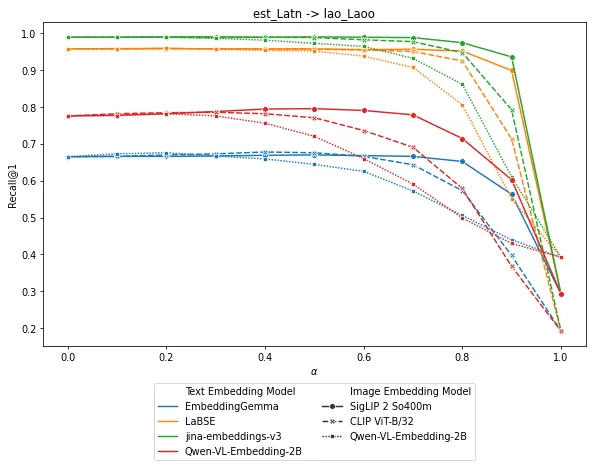 est_Latn -> lao_Laoo
1.0
0.9
0.8
0.7
0.6
0.5
0.4
0.3
0.2
Recall@1
0.0 0.2 0.4 0.6 0.8 1.0
α
Text Embedding Model Image Embedding Model
EmbeddingGemma SigLIP 2 So400m
LaBSE CLIP ViT-B/32
jina-embeddings-v3 Qwen-VL-Embedding-2B
Qwen-VL-Embedding-2B